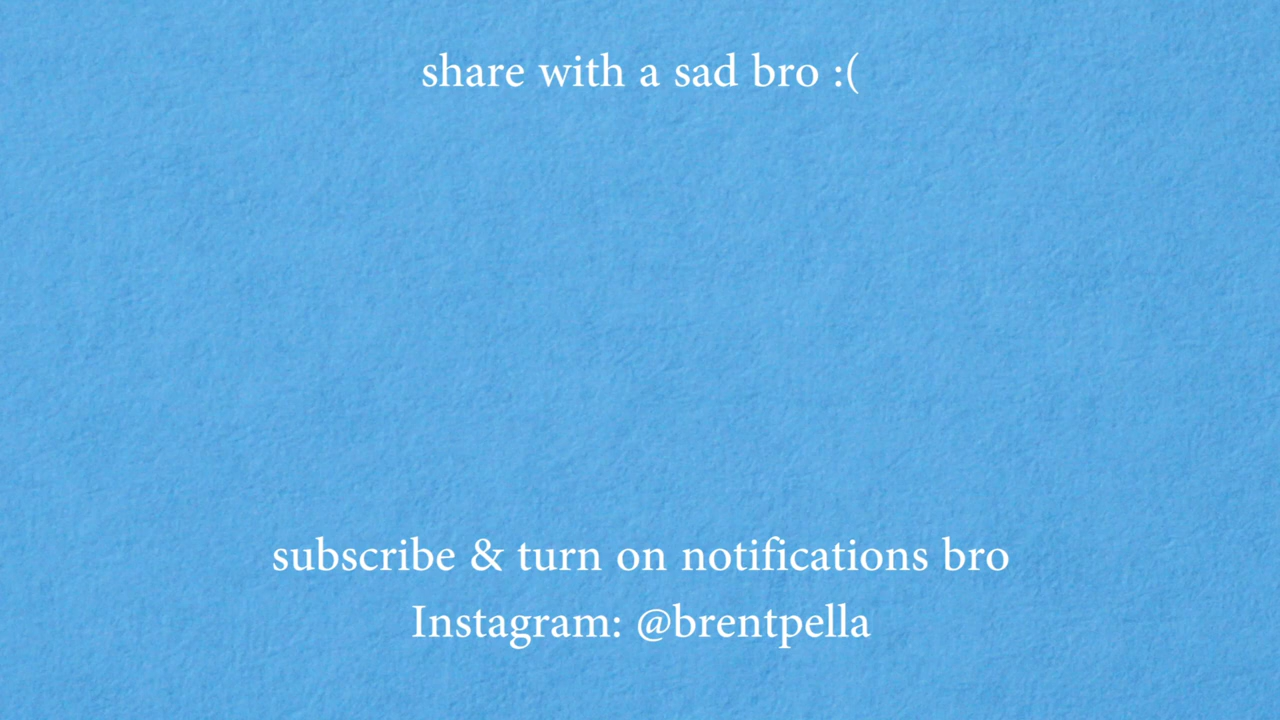 share with a sad bro :(
subscribe & turn on notifications bro
Instagram: @brentpella